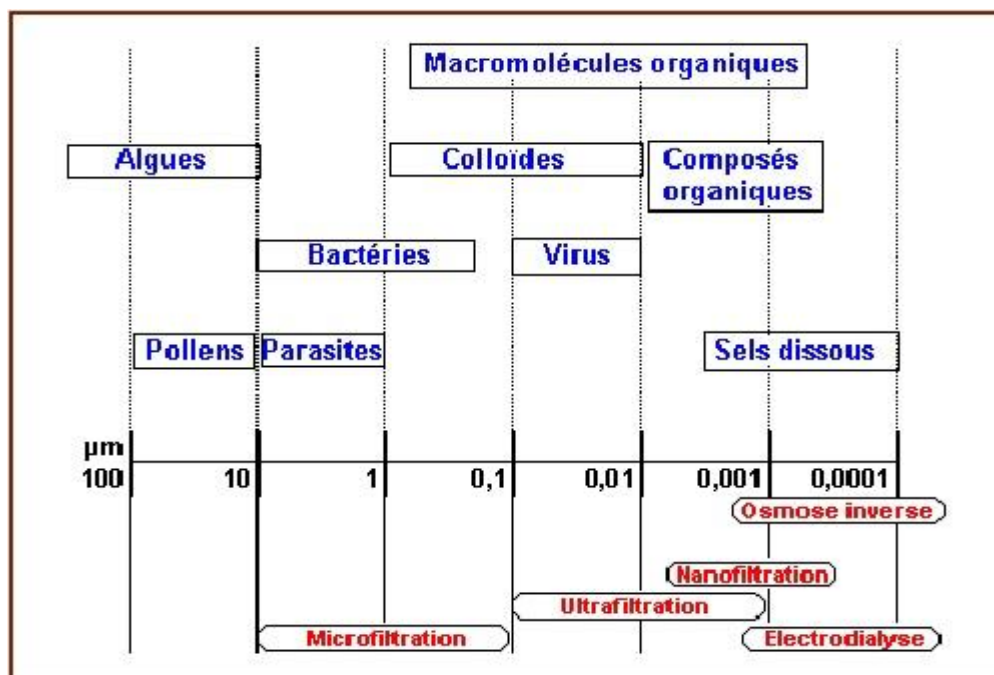 Macromolécules organiques
Algues
Colloïdes
Composés
organiques
Bactéries
Virus
Pollens
Parasites
Sels dissous
µm
100 10 1 0,1 0,01 0,001 0,0001
Osmose inverse
Nanofiltration
Ultrafiltration
Microfiltration
Electrodialyse